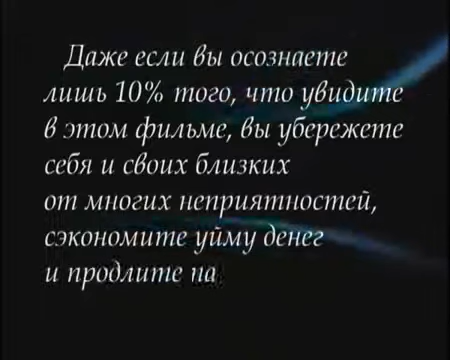 Даже если вы осознаете
лишь 10% того, что увидите
в этом фильме, вы убережете
себя и своих близких
от многих неприятностей,
сэкономите уйму денег
и продлите па